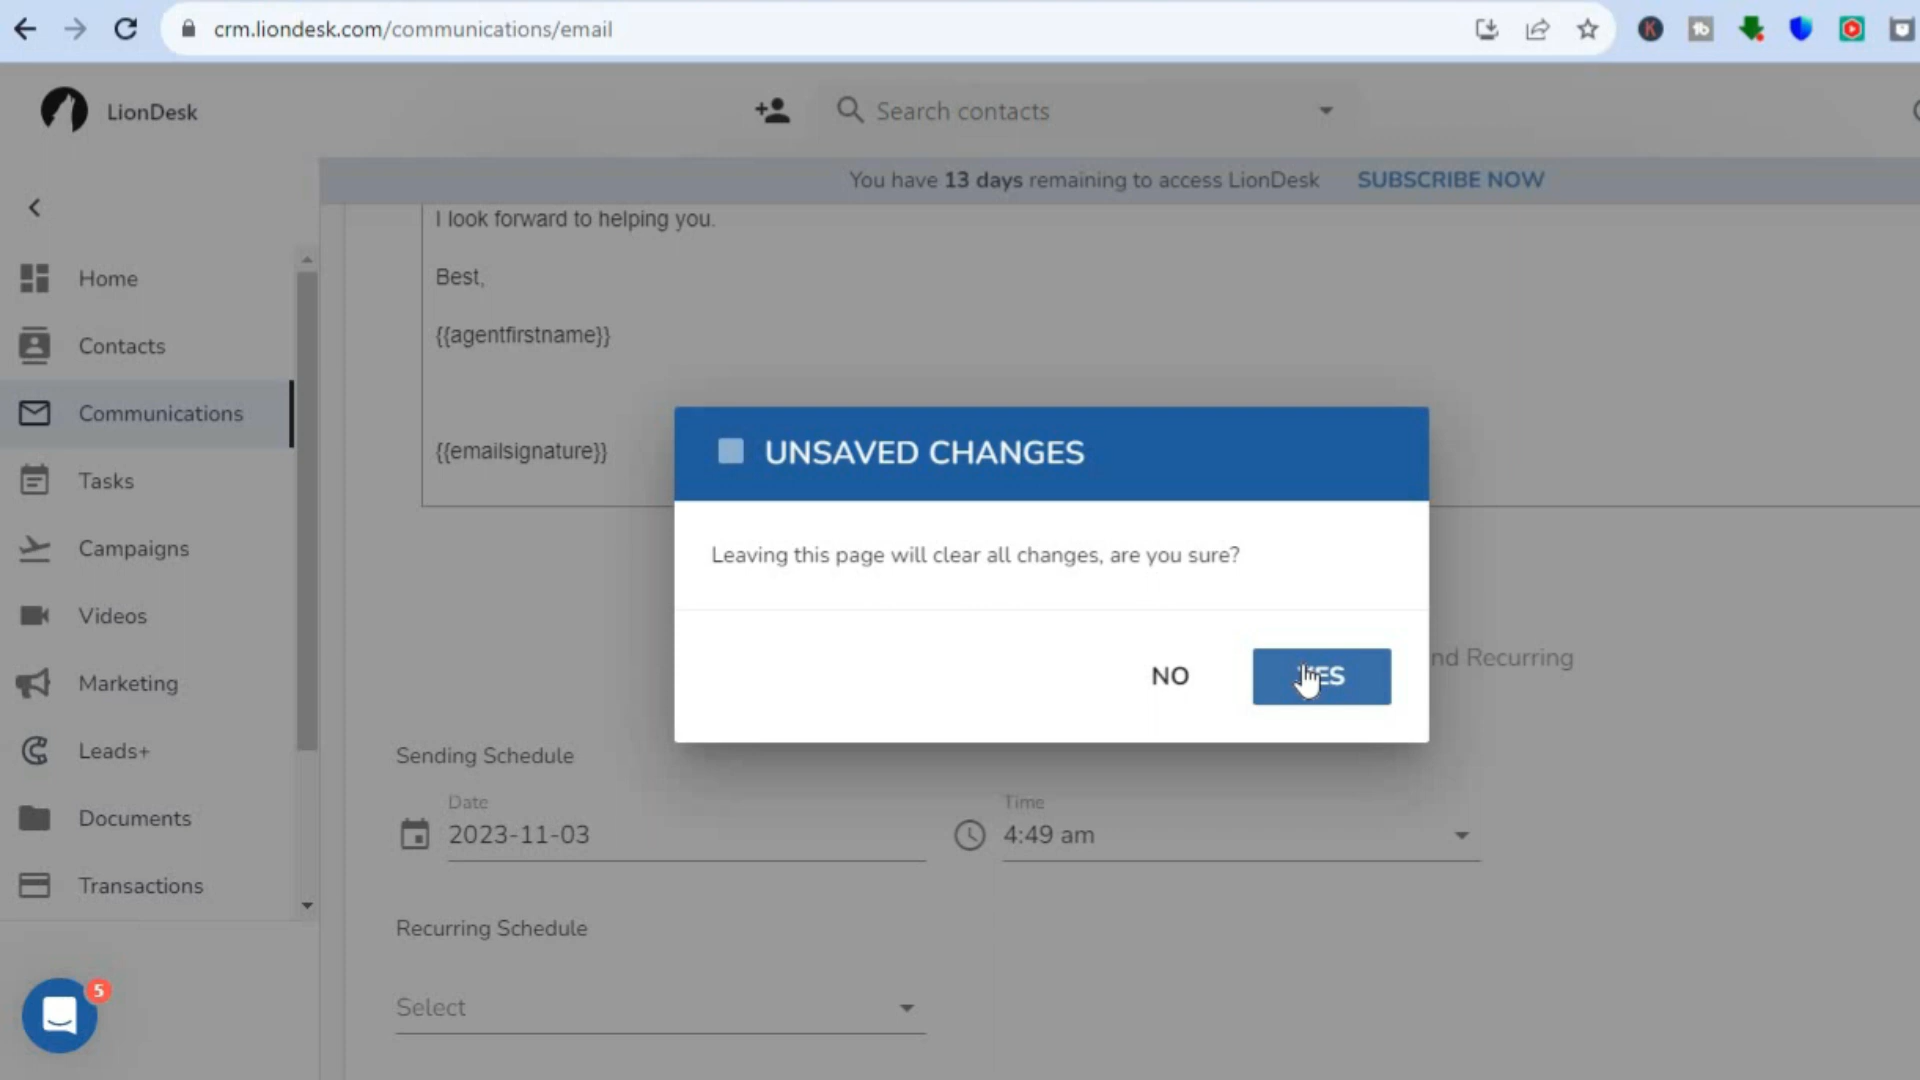 crm.liondesk.com/communications/email
LionDesk
Search contacts
You have 13 days remaining to access LionDesk SUBSCRIBE NOW
Home
Contacts
Communications
Tasks
Campaigns
Videos
Marketing
Leads+
Documents
Transactions
5
I look forward to helping you.
Best,
{{agentfirstname}}
{{emailsignature}}
UNSAVED CHANGES
Leaving this page will clear all changes, are you sure?
NO
YES
nd Recurring
Sending Schedule
Date
2023-11-03
Time
4:49 am
Recurring Schedule
Select